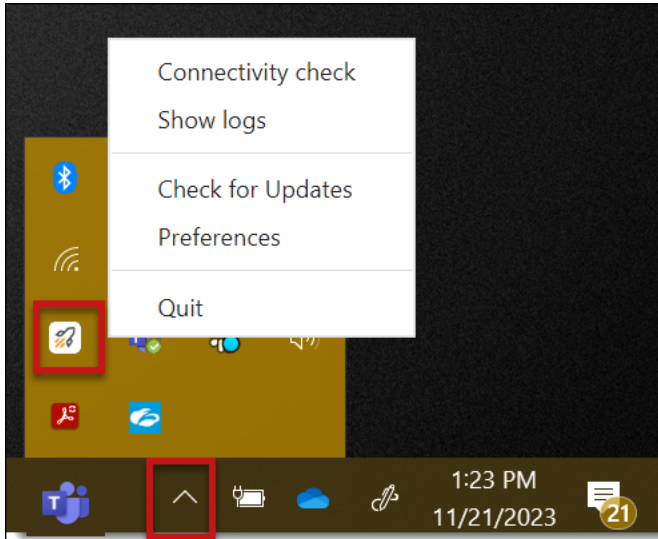 Connectivity check
Show logs
Check for Updates
Preferences
Quit
1:23 PM
11/21/2023
21